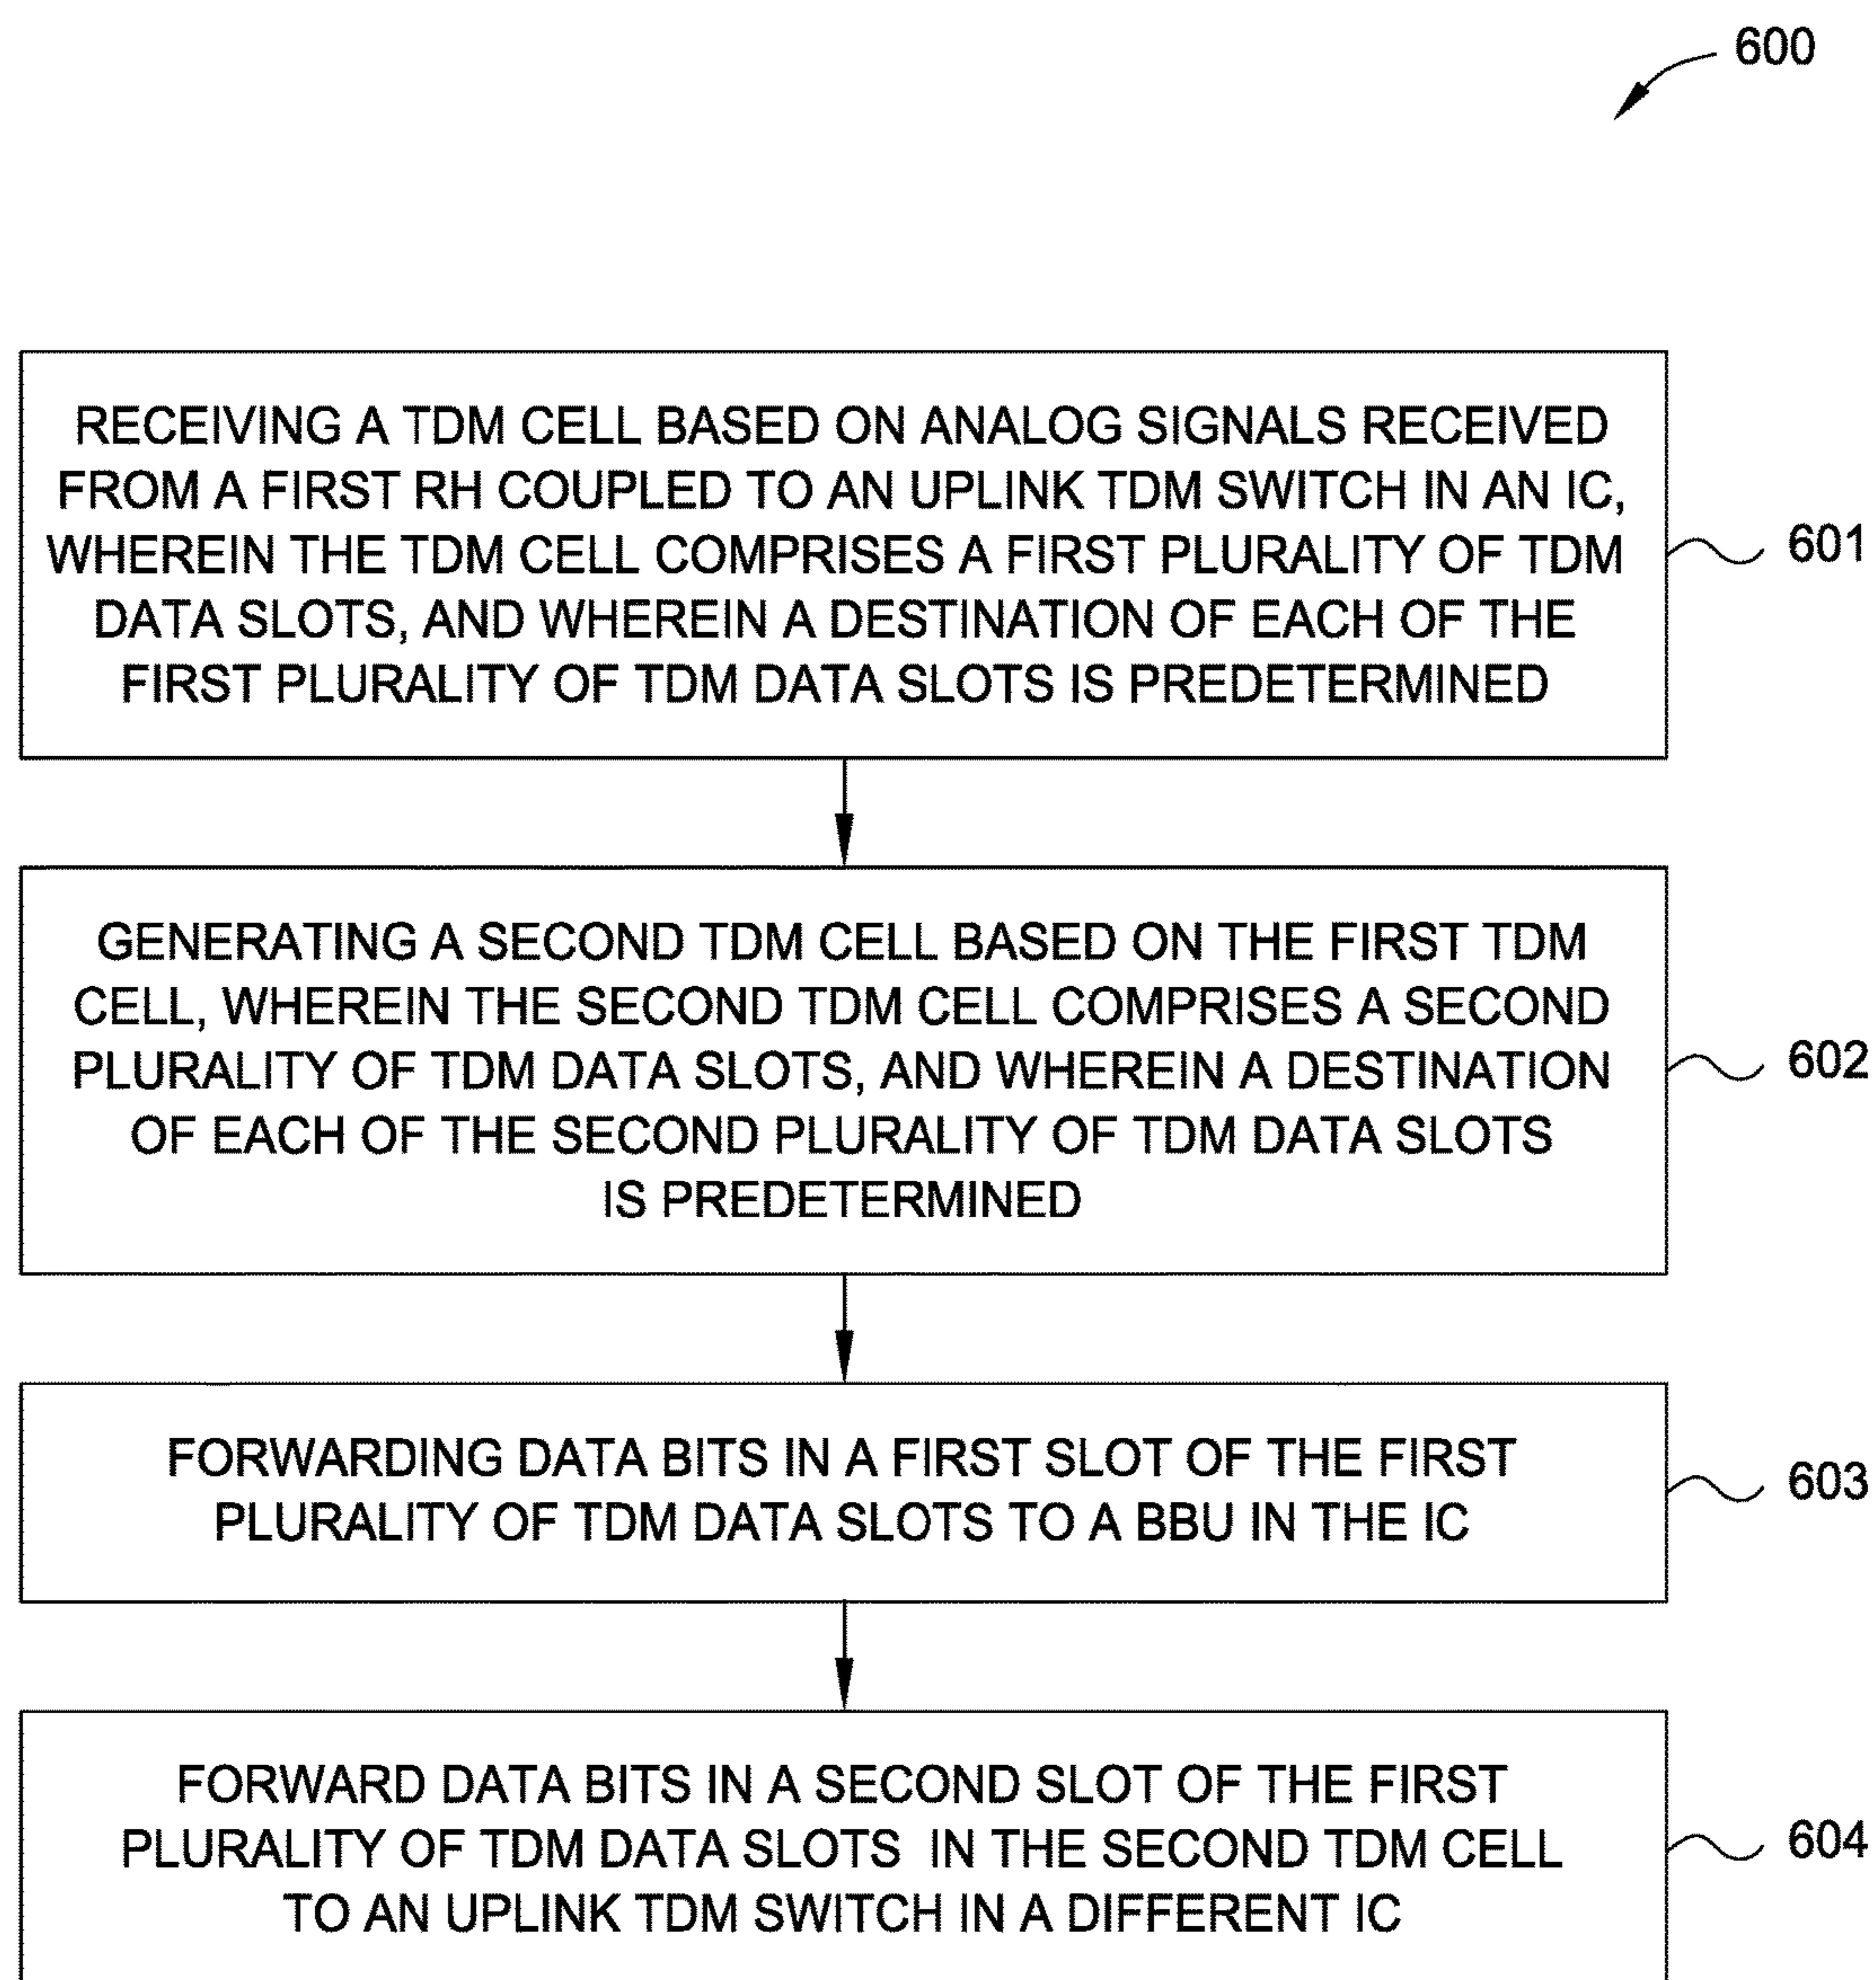 600
RECEIVING A TDM CELL BASED ON ANALOG SIGNALS RECEIVED
FROM A FIRST RH COUPLED TO AN UPLINK TDM SWITCH IN AN IC,
WHEREIN THE TDM CELL COMPRISES A FIRST PLURALITY OF TDM
DATA SLOTS, AND WHEREIN A DESTINATION OF EACH OF THE
FIRST PLURALITY OF TDM DATA SLOTS IS PREDETERMINED
601
GENERATING A SECOND TDM CELL BASED ON THE FIRST TDM
CELL, WHEREIN THE SECOND TDM CELL COMPRISES A SECOND
PLURALITY OF TDM DATA SLOTS, AND WHEREIN A DESTINATION
OF EACH OF THE SECOND PLURALITY OF TDM DATA SLOTS
IS PREDETERMINED
602
FORWARDING DATA BITS IN A FIRST SLOT OF THE FIRST
PLURALITY OF TDM DATA SLOTS TO A BBU IN THE IC
603
FORWARD DATA BITS IN A SECOND SLOT OF THE FIRST
PLURALITY OF TDM DATA SLOTS IN THE SECOND TDM CELL
TO AN UPLINK TDM SWITCH IN A DIFFERENT IC
604